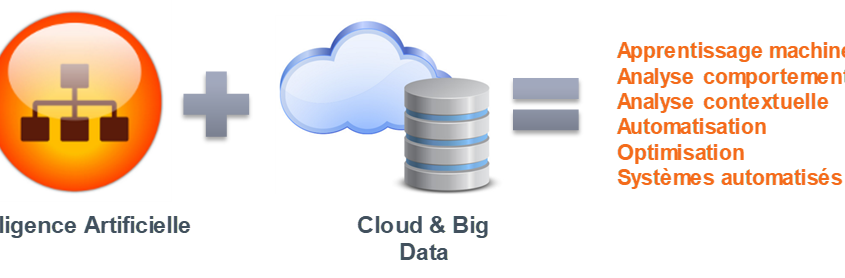 Apprentissage machine
Analyse comportement
Analyse contextuelle
Automatisation
Optimisation
Systèmes automatisés
ligence Artificielle
Cloud & Big
Data